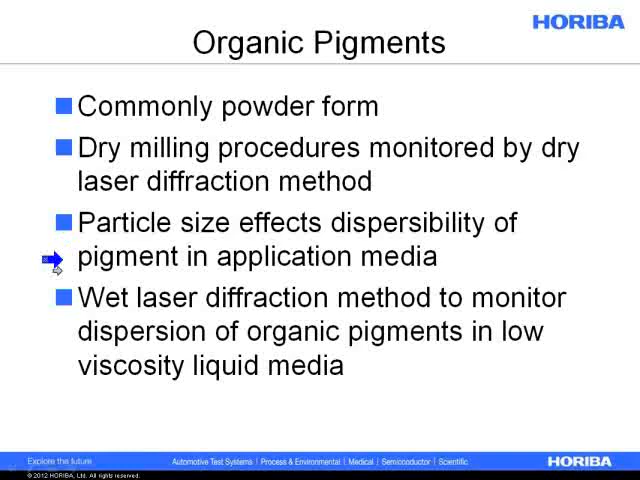 HORIBA
Organic Pigments
Commonly powder form
Dry milling procedures monitored by dry
laser diffraction method
Particle size effects dispersibility of
pigment in application media
Wet laser diffraction method to monitor
dispersion of organic pigments in low
viscosity liquid media
Explore the future
Automotive Test Systems | Process & Environmental | Medical | Semiconductor | Scientific
HORIBA
© 2012 HORIBA, Ltd. All rights reserved.